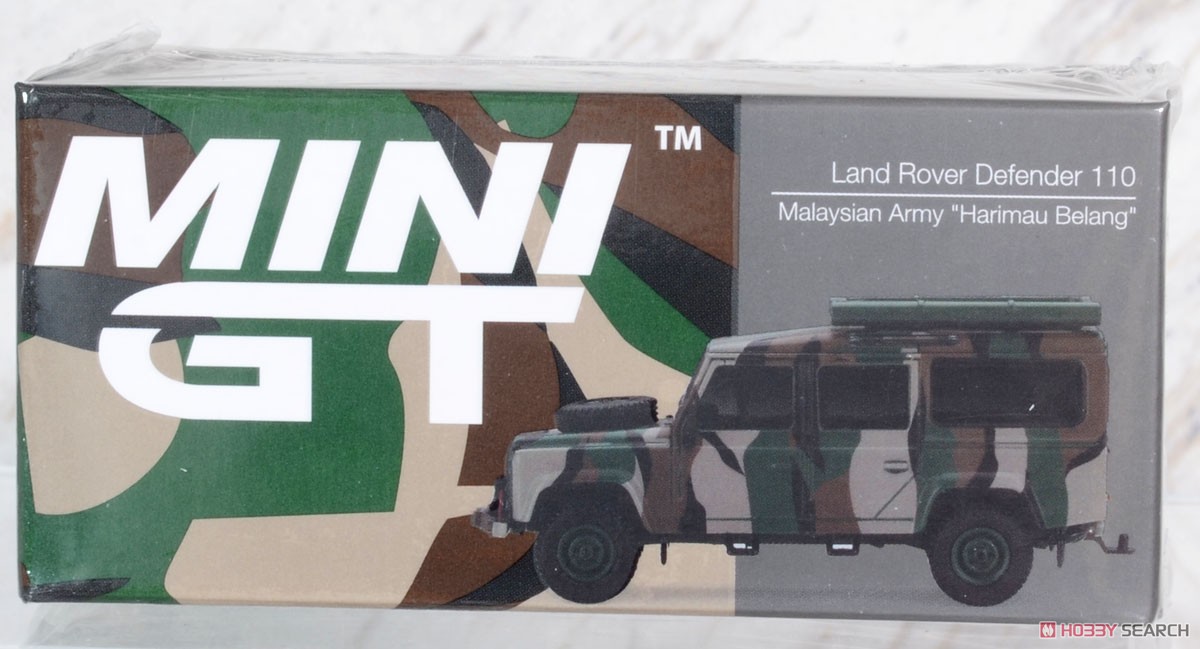 MINI
GT
TM
Land Rover Defender 110
Malaysian Army "Harimau Belang"
HOBBY SEARCH